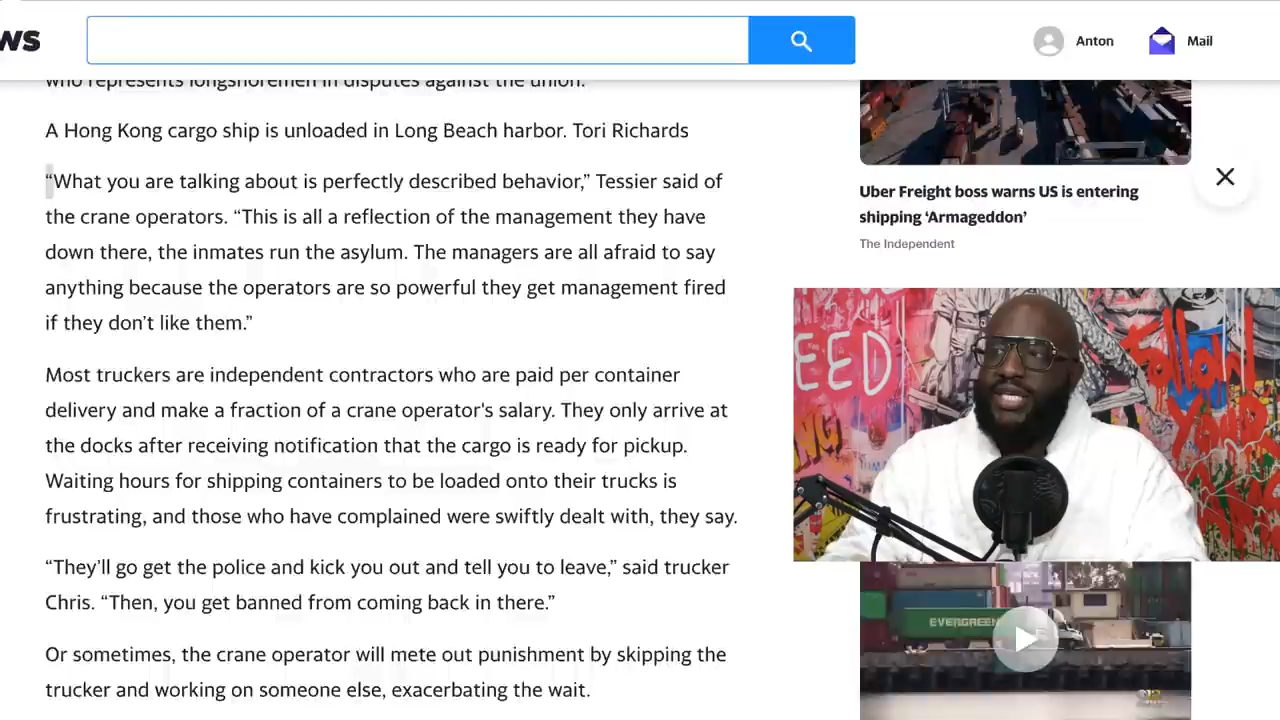 ws
Anton
Mail
who represents longshoremen in disputes against the union.
A Hong Kong cargo ship is unloaded in Long Beach harbor. Tori Richards
“What you are talking about is perfectly described behavior,” Tessier said of
the crane operators. “This is all a reflection of the management they have
down there, the inmates run the asylum. The managers are all afraid to say
anything because the operators are so powerful they get management fired
if they don’t like them.”
Most truckers are independent contractors who are paid per container
delivery and make a fraction of a crane operator's salary. They only arrive at
the docks after receiving notification that the cargo is ready for pickup.
Waiting hours for shipping containers to be loaded onto their trucks is
frustrating, and those who have complained were swiftly dealt with, they say.
“They’ll go get the police and kick you out and tell you to leave,” said trucker
Chris. “Then, you get banned from coming back in there.”
Or sometimes, the crane operator will mete out punishment by skipping the
trucker and working on someone else, exacerbating the wait.
Uber Freight boss warns US is entering
shipping ‘Armageddon’
The Independent
EED
Follow
Your
EVERGREEN